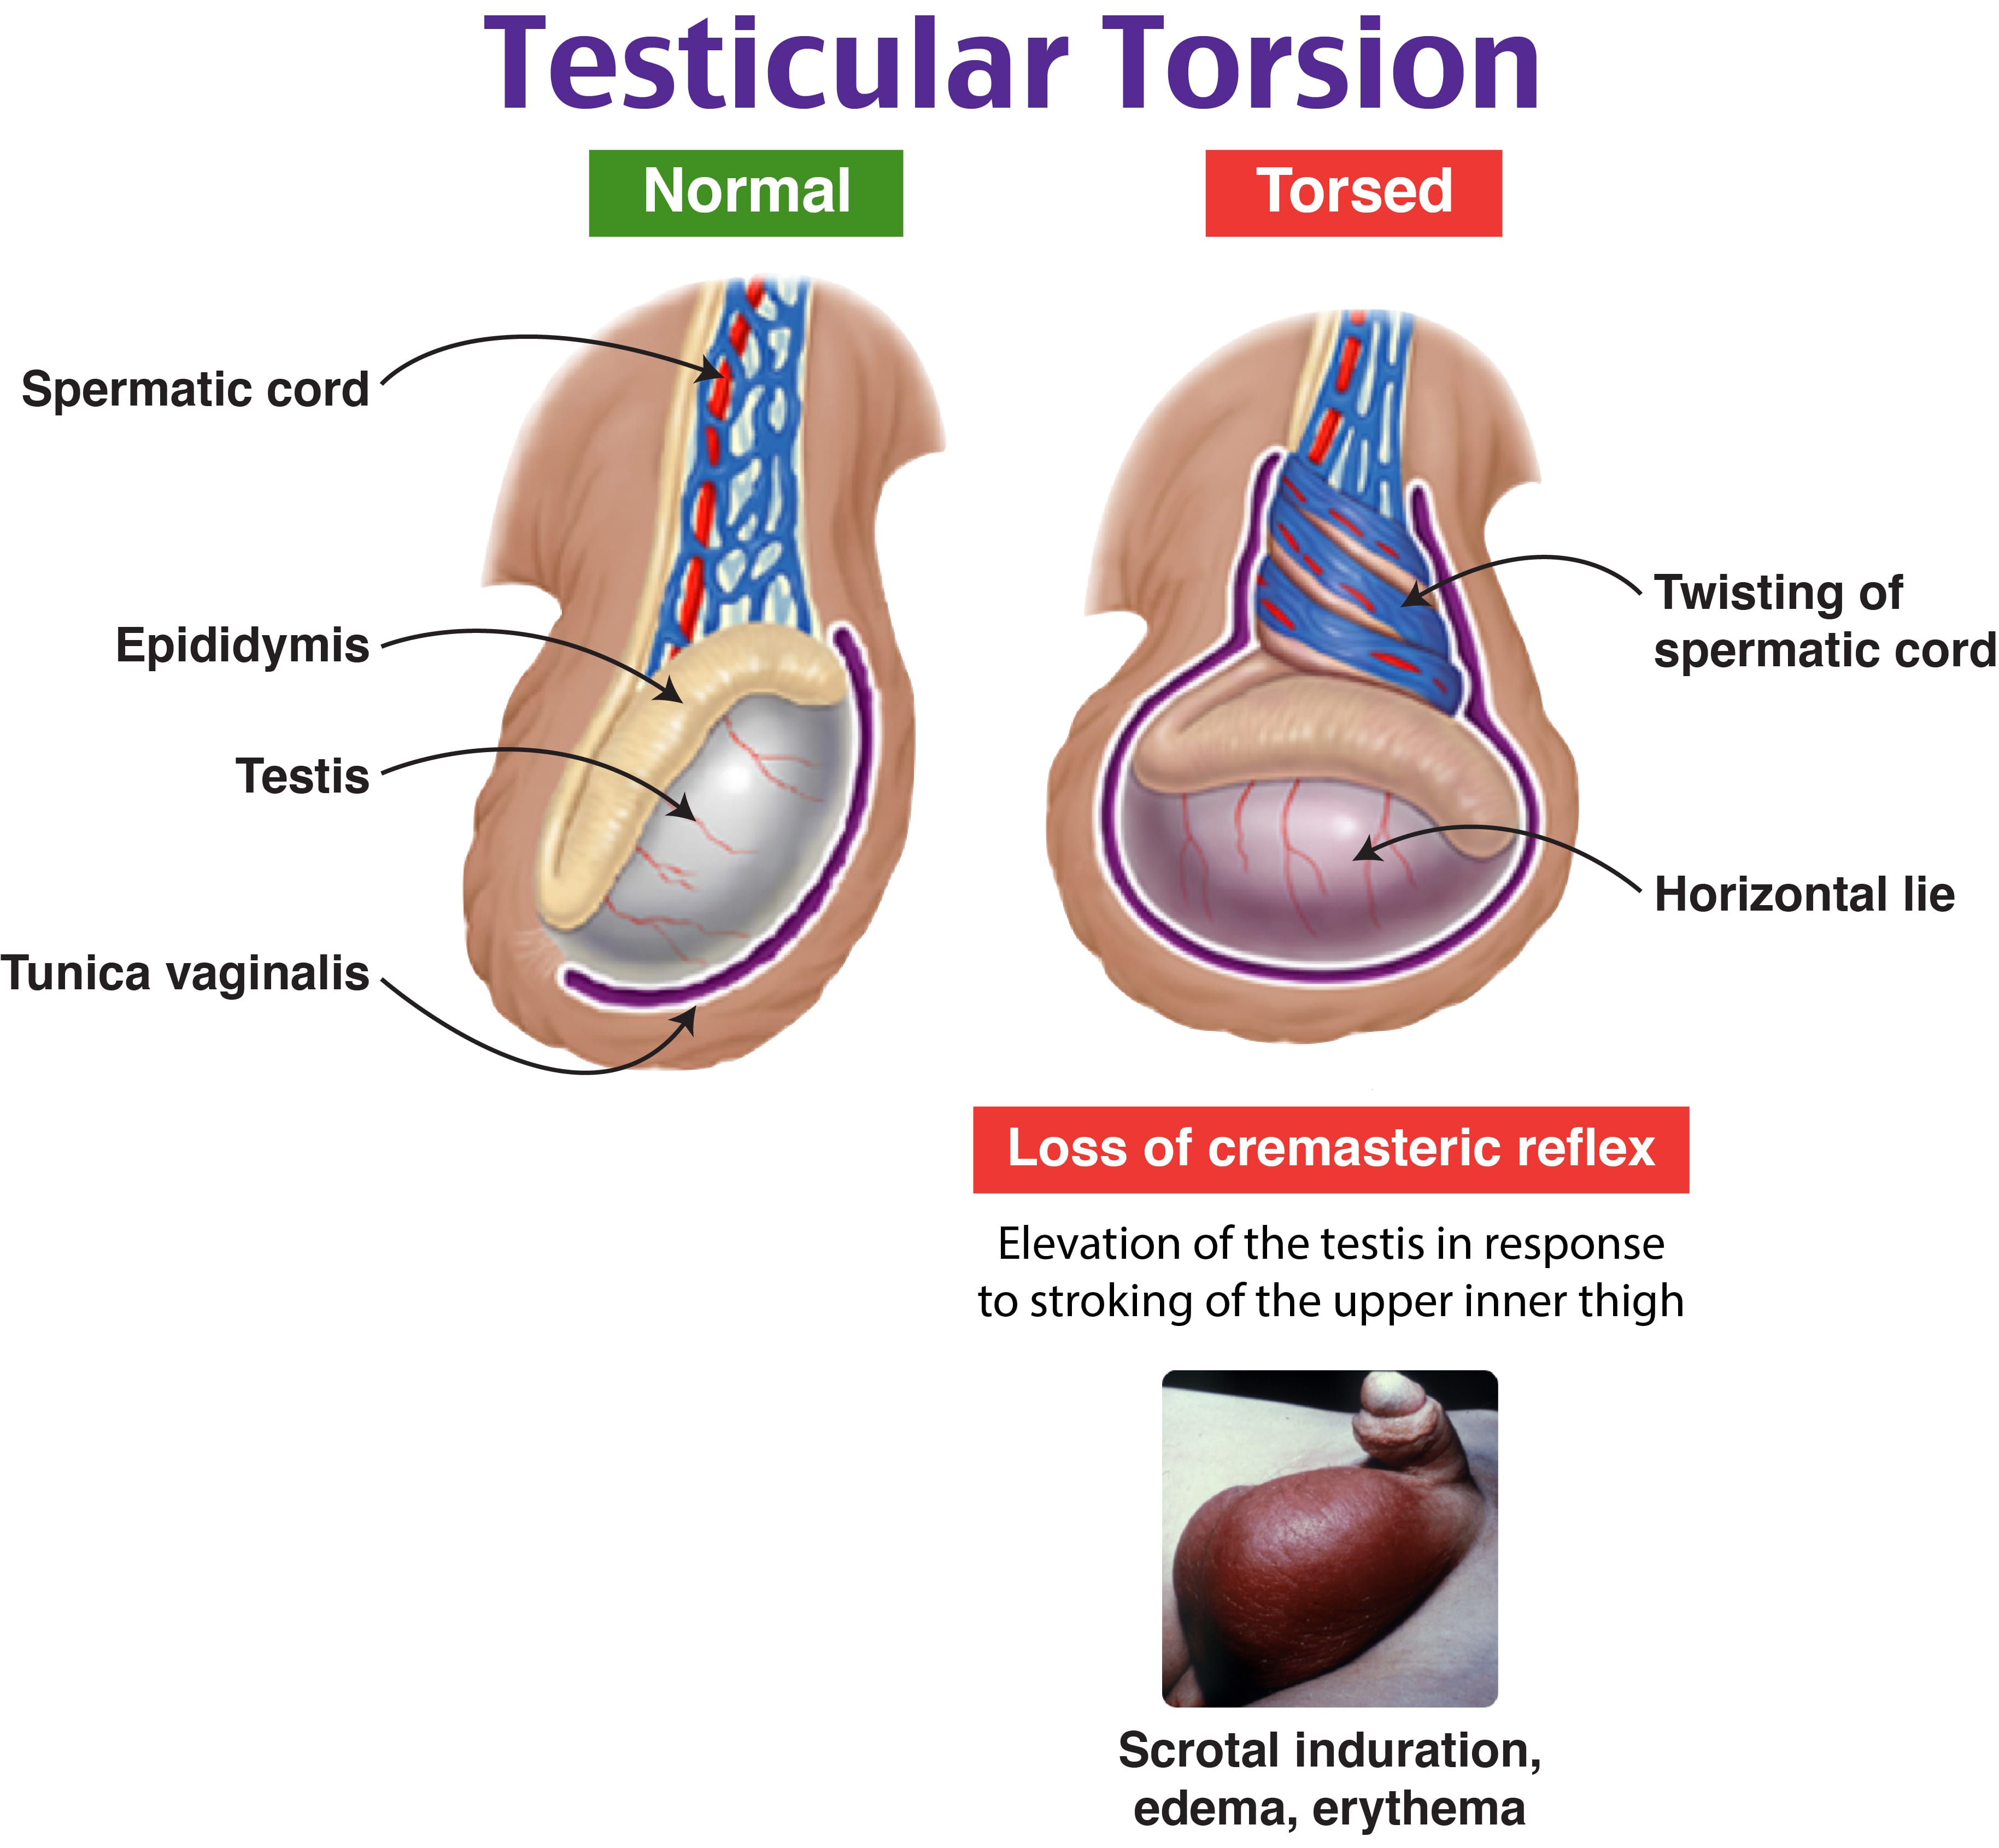 Testicular Torsion
Normal
Torsed
Spermatic cord
Epididymis
Testis
Tunica vaginalis
Twisting of
spermatic cord
Horizontal lie
Loss of cremasteric reflex
Elevation of the testis in response
to stroking of the upper inner thigh
Scrotal induration,
edema, erythema